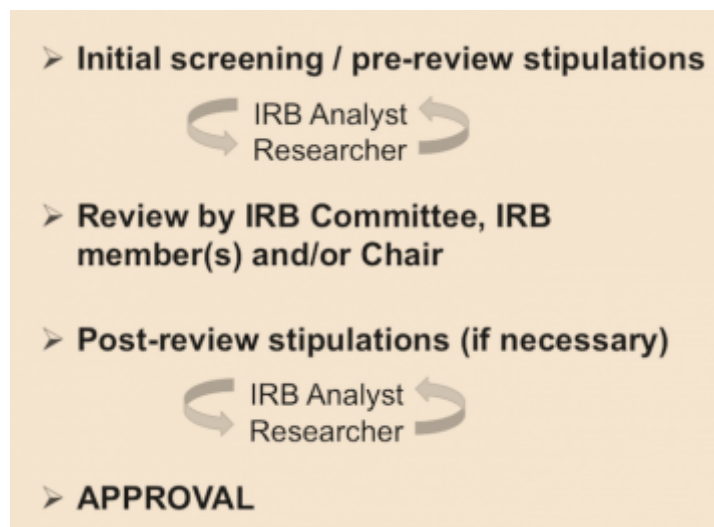 Initial screening / pre-review stipulations
IRB Analyst
Researcher
Review by IRB Committee, IRB
member(s) and/or Chair
Post-review stipulations (if necessary)
IRB Analyst
Researcher
APPROVAL